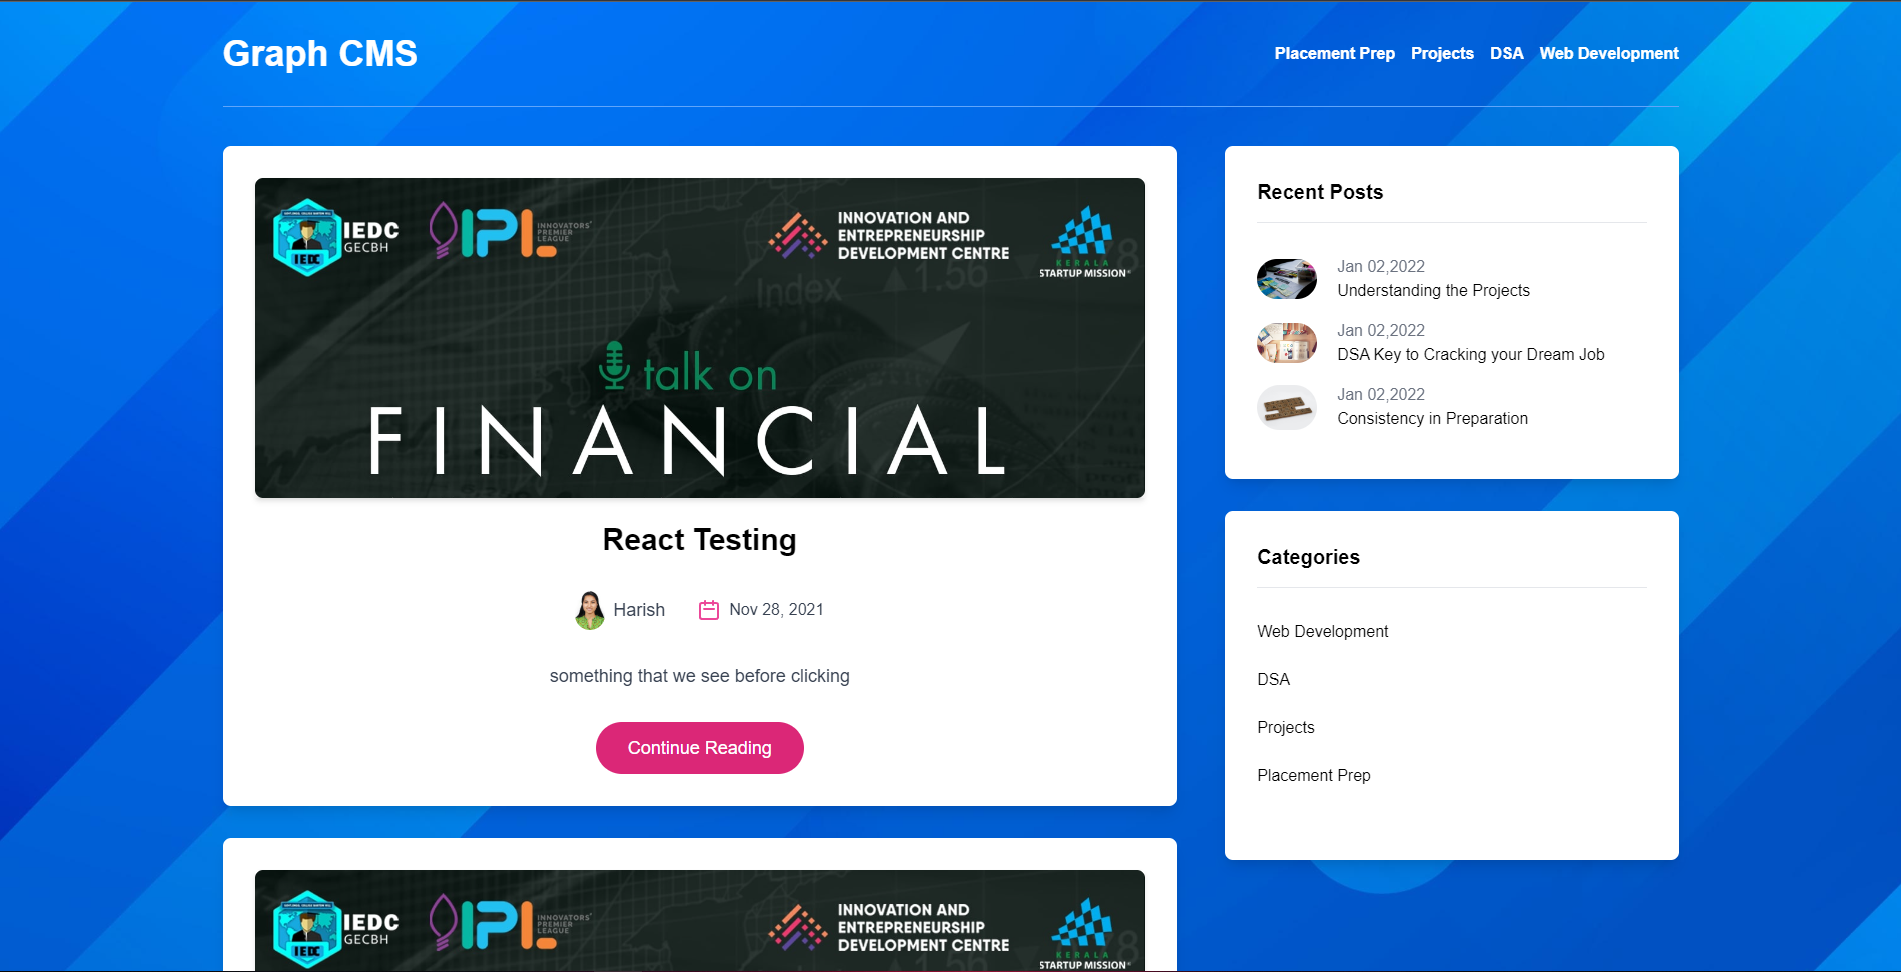 Graph CMS
Placement Prep Projects DSA Web Development
IEDC
GECBH
IEDC
IPL
INNOVATORS'
PREMIER
LEAGUE
INNOVATION AND
ENTREPRENEURSHIP
DEVELOPMENT CENTRE
KERALA
STARTUP MISSION
Index ▲1.56
talk on
FINANCIAL
React Testing
Harish Nov 28, 2021
something that we see before clicking
Continue Reading
IEDC
GECBH
IEDC
IPL
INNOVATORS'
PREMIER
LEAGUE
INNOVATION AND
ENTREPRENEURSHIP
DEVELOPMENT CENTRE
KERALA
STARTUP MISSION
Recent Posts
Jan 02,2022
Understanding the Projects
Jan 02,2022
DSA Key to Cracking your Dream Job
Jan 02,2022
Consistency in Preparation
Categories
Web Development
DSA
Projects
Placement Prep